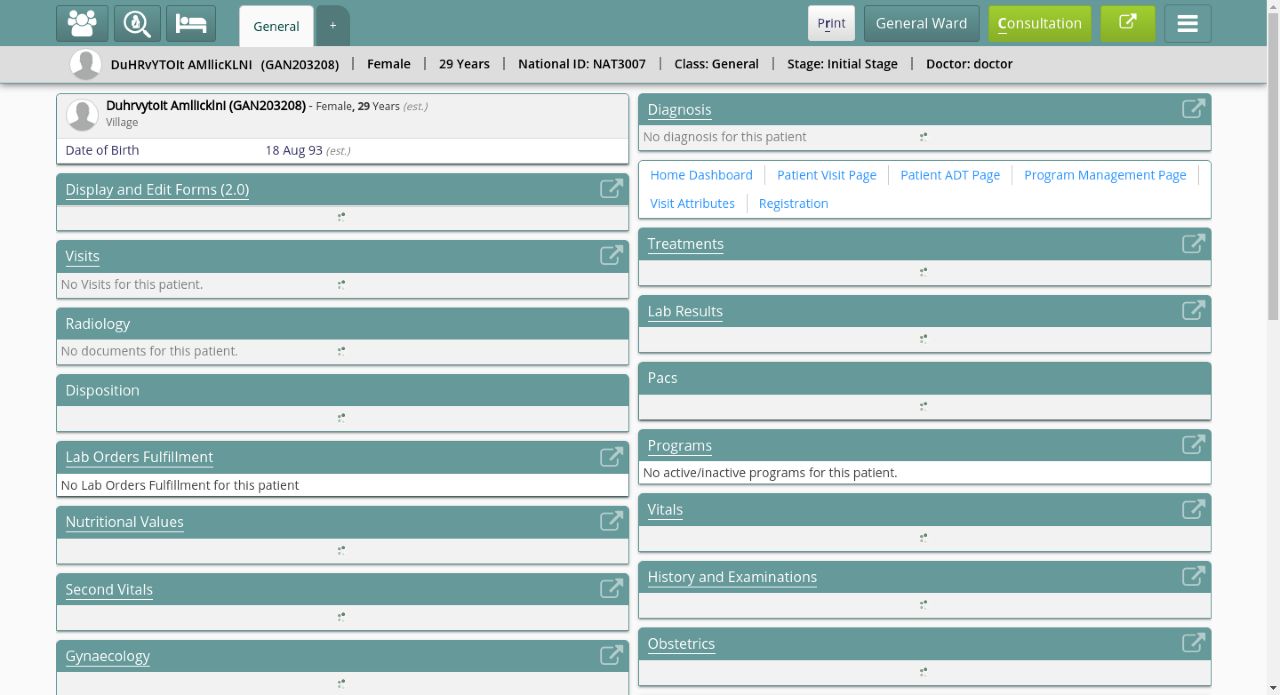 General
+
Print
General Ward
Consultation
DuHRvYTOIt AMllicKLNI (GAN203208) | Female | 29 Years | National ID: NAT3007 | Class: General | Stage: Initial Stage | Doctor: doctor
Duhrvytoit Amllicklni (GAN203208) - Female, 29 Years (est.)
Village
Date of Birth 18 Aug 93 (est.)
Display and Edit Forms (2.0)
Visits
No Visits for this patient.
Radiology
No documents for this patient.
Disposition
Lab Orders Fulfillment
No Lab Orders Fulfillment for this patient
Nutritional Values
Second Vitals
Gynaecology
Diagnosis
No diagnosis for this patient
Home Dashboard | Patient Visit Page | Patient ADT Page | Program Management Page |
Visit Attributes | Registration
Treatments
Lab Results
Pacs
Programs
No active/inactive programs for this patient.
Vitals
History and Examinations
Obstetrics